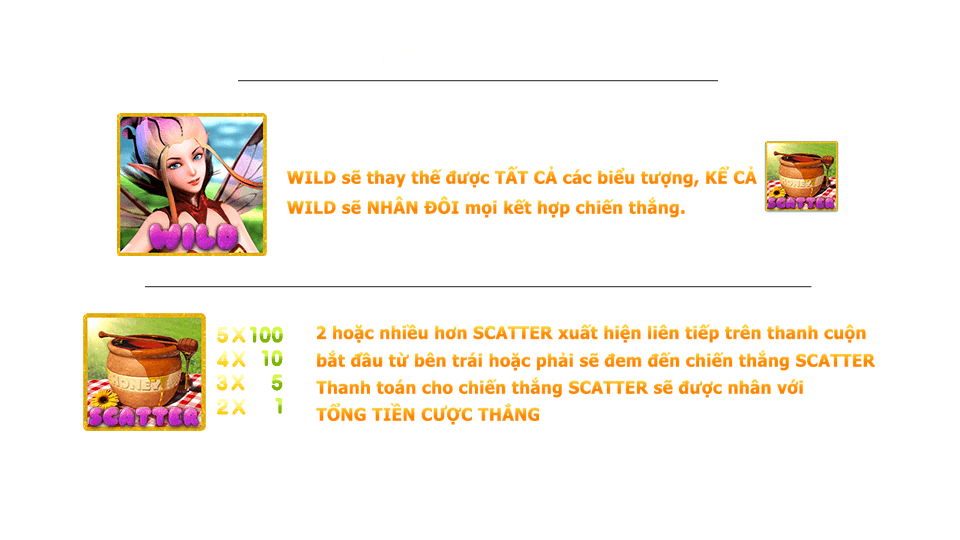 WILD sẽ thay thế được TẤT CẢ các biểu tượng, KỂ CẢ
WILD sẽ NHÂN ĐÔI mọi kết hợp chiến thắng.
WILD
HONEY
SCATTER
5 X 100
4 X 10
3 X 5
2 X 1
2 hoặc nhiều hơn SCATTER xuất hiện liên tiếp trên thanh cuộn
bắt đầu từ bên trái hoặc phải sẽ đem đến chiến thắng SCATTER
Thanh toán cho chiến thắng SCATTER sẽ được nhân với
TỔNG TIỀN CƯỢC THẮNG
HONEY
SCATTER